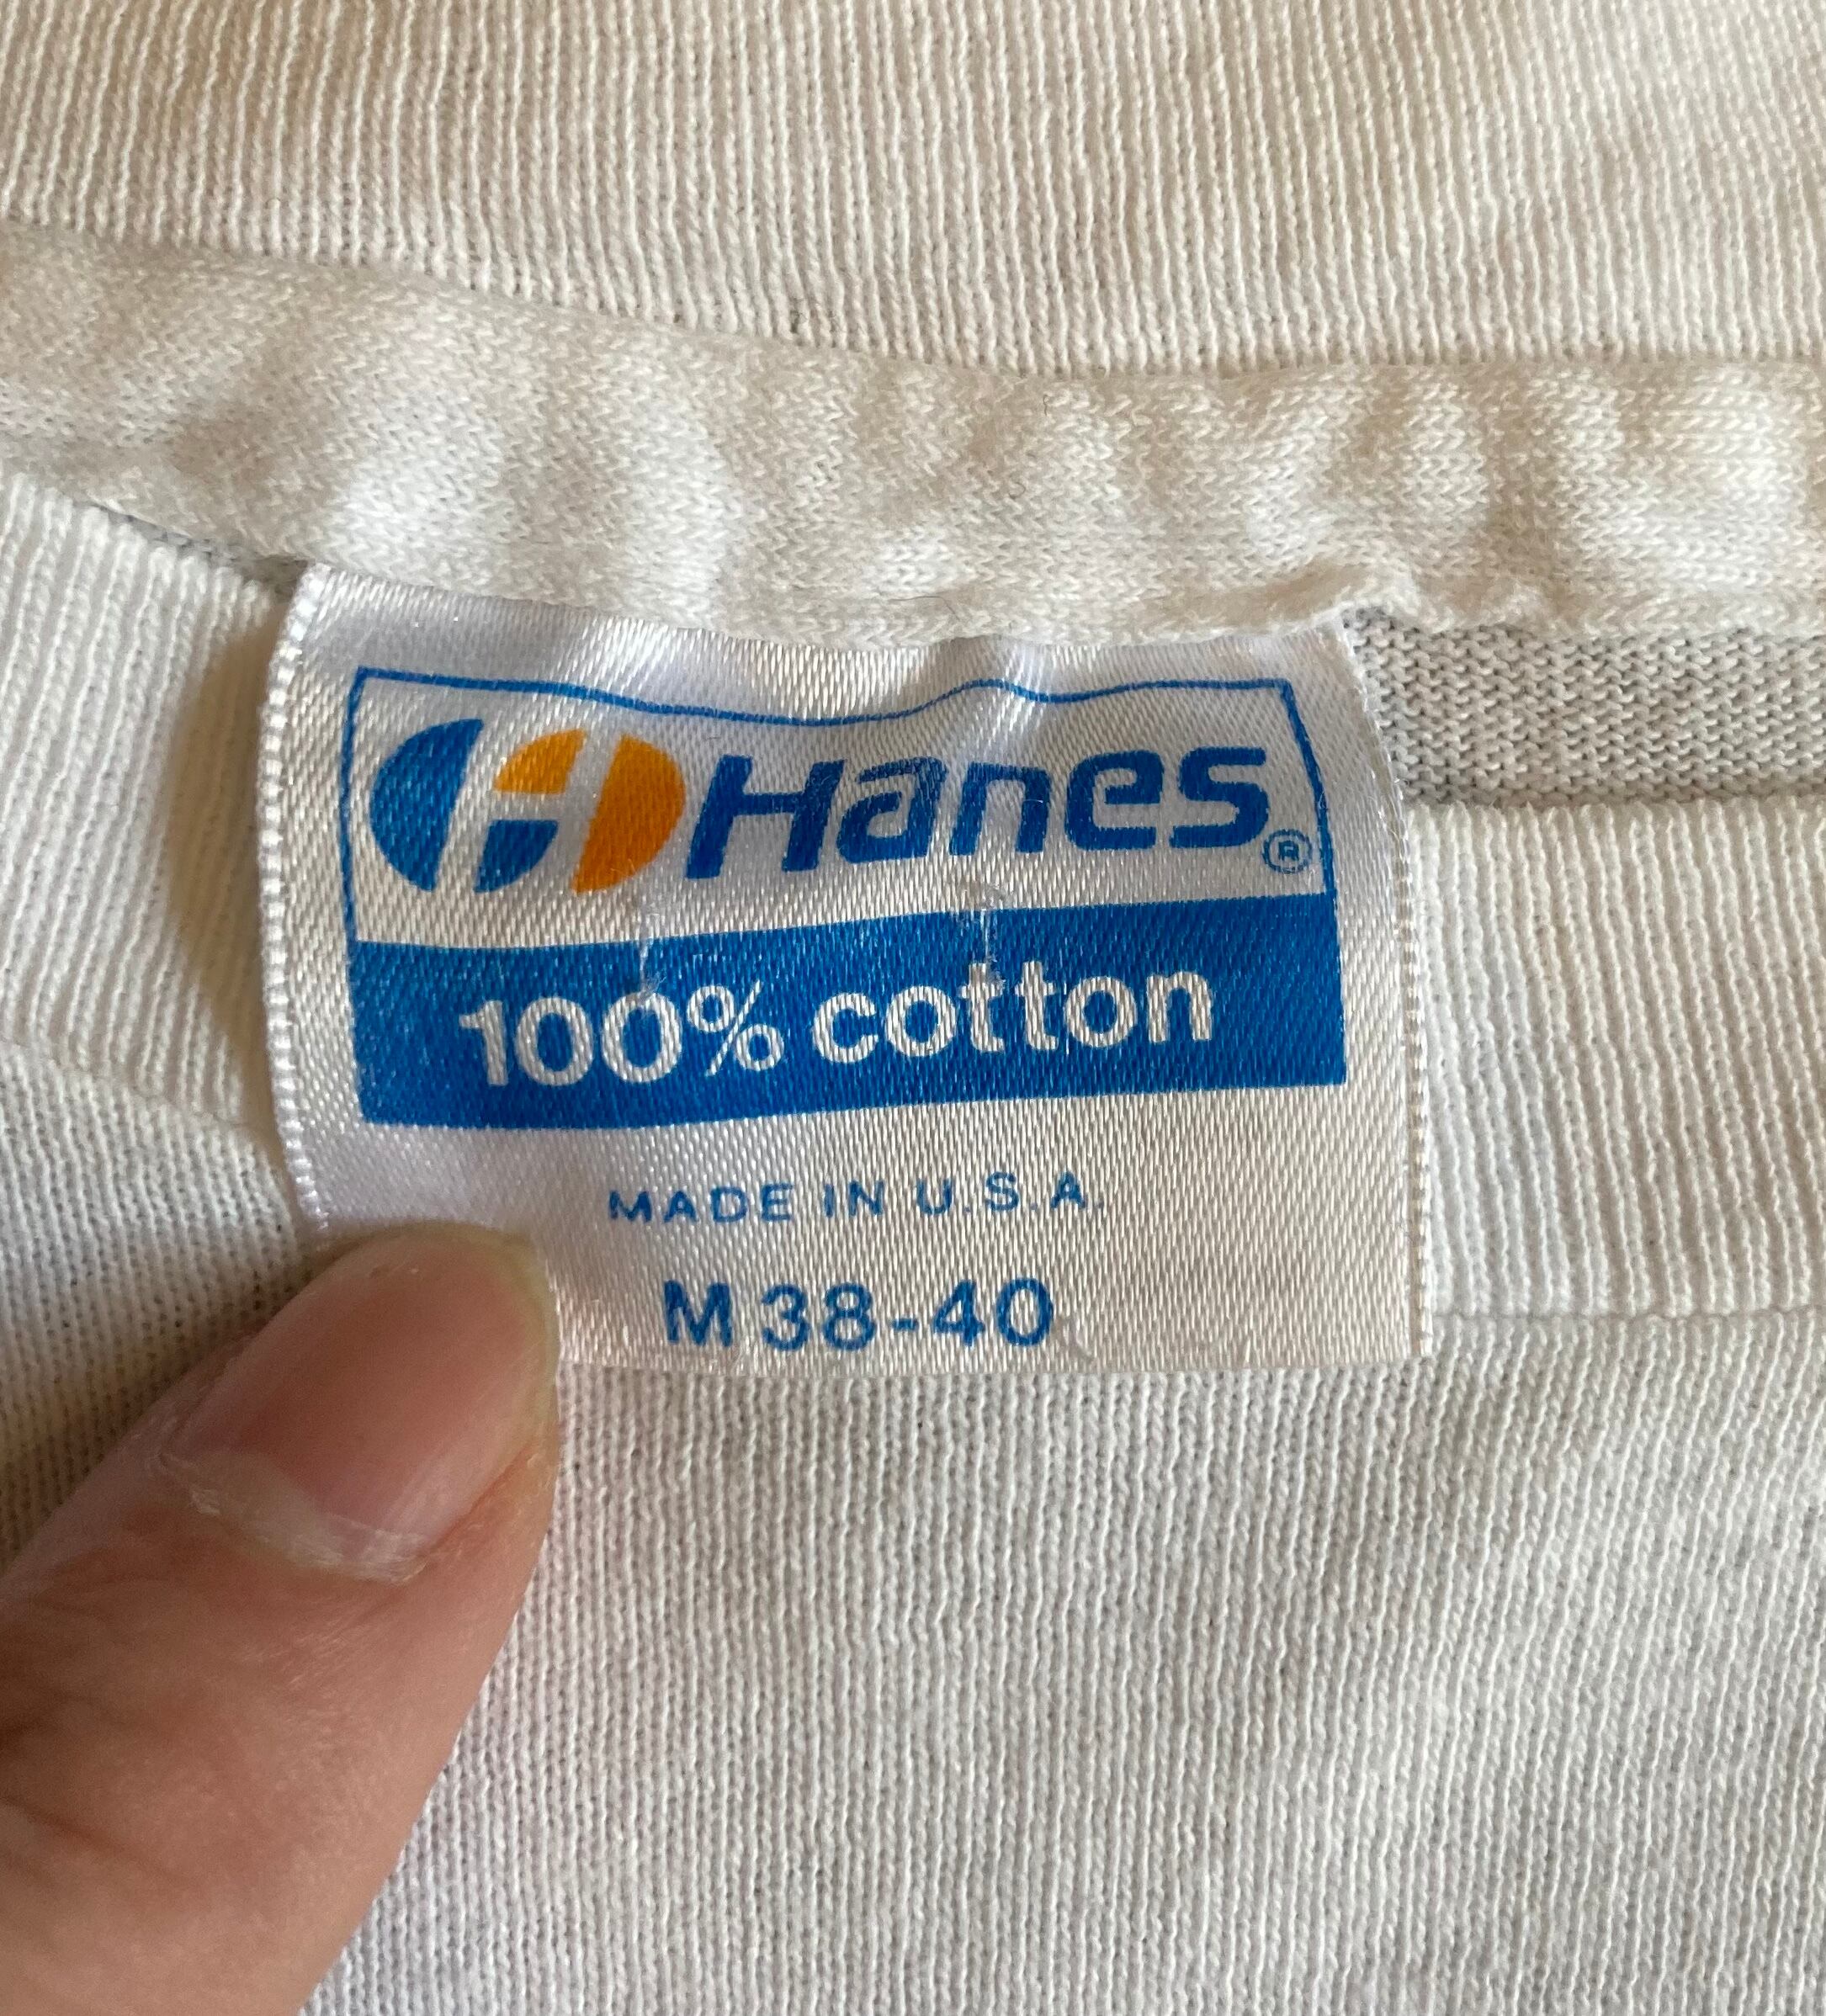 Hanes®
100% cotton
MADE IN U.S.A.
M 38-40